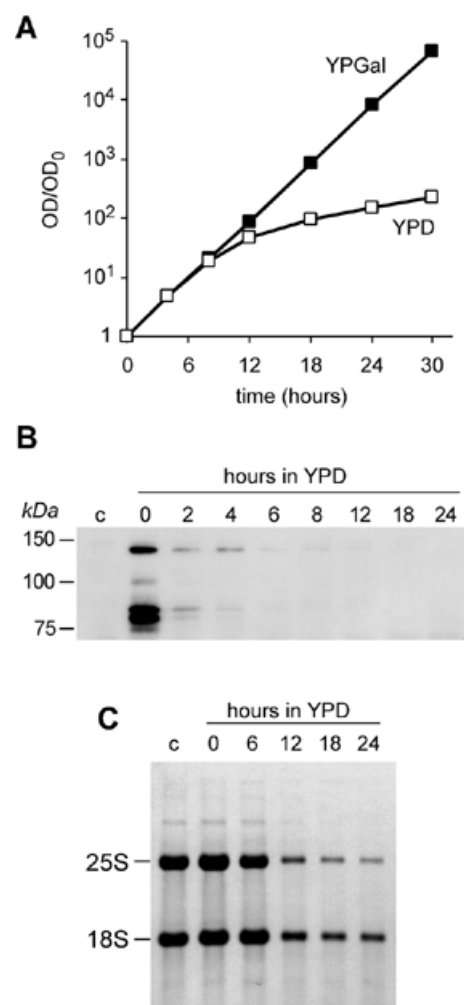 A
OD/OD₀
10⁵
10⁴
10³
10²
10¹
1
YPGal
YPD
0 6 12 18 24 30
time (hours)
B
hours in YPD
kDa c 0 2 4 6 8 12 18 24
150
100
75
C
hours in YPD
c 0 6 12 18 24
25S
18S